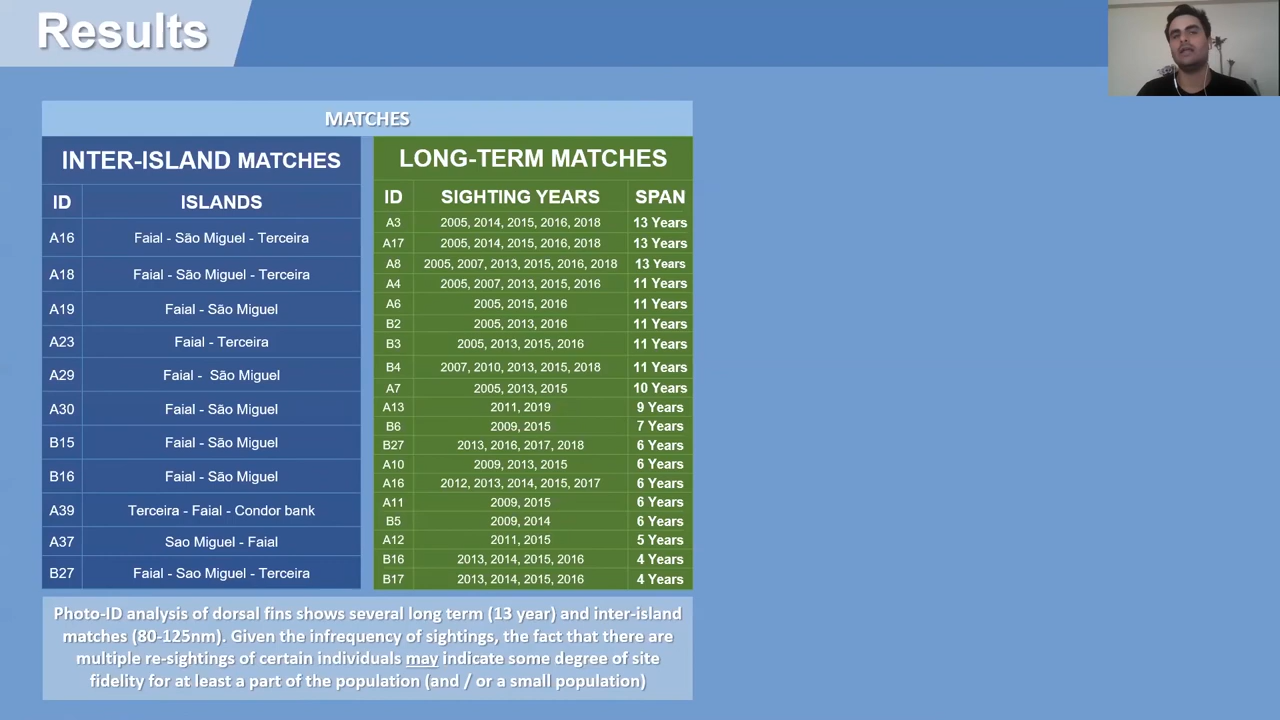 Results
MATCHES
INTER-ISLAND MATCHES
ID ISLANDS
A16 Faial - São Miguel - Terceira
A18 Faial - São Miguel - Terceira
A19 Faial - São Miguel
A23 Faial - Terceira
A29 Faial - São Miguel
A30 Faial - São Miguel
B15 Faial - São Miguel
B16 Faial - São Miguel
A39 Terceira - Faial - Condor bank
A37 Sao Miguel - Faial
B27 Faial - Sao Miguel - Terceira
LONG-TERM MATCHES
ID SIGHTING YEARS SPAN
A3 2005, 2014, 2015, 2016, 2018 13 Years
A17 2005, 2014, 2015, 2016, 2018 13 Years
A8 2005, 2007, 2013, 2015, 2016, 2018 13 Years
A4 2005, 2007, 2013, 2015, 2016 11 Years
A6 2005, 2015, 2016 11 Years
B2 2005, 2013, 2016 11 Years
B3 2005, 2013, 2015, 2016 11 Years
B4 2007, 2010, 2013, 2015, 2018 11 Years
A7 2005, 2013, 2015 10 Years
A13 2011, 2019 9 Years
B6 2009, 2015 7 Years
B27 2013, 2016, 2017, 2018 6 Years
A10 2009, 2013, 2015 6 Years
A16 2012, 2013, 2014, 2015, 2017 6 Years
A11 2009, 2015 6 Years
B5 2009, 2014 6 Years
A12 2011, 2015 5 Years
B16 2013, 2014, 2015, 2016 4 Years
B17 2013, 2014, 2015, 2016 4 Years
Photo-ID analysis of dorsal fins shows several long term (13 year) and inter-island
matches (80-125nm). Given the infrequency of sightings, the fact that there are
multiple re-sightings of certain individuals may indicate some degree of site
fidelity for at least a part of the population (and / or a small population)